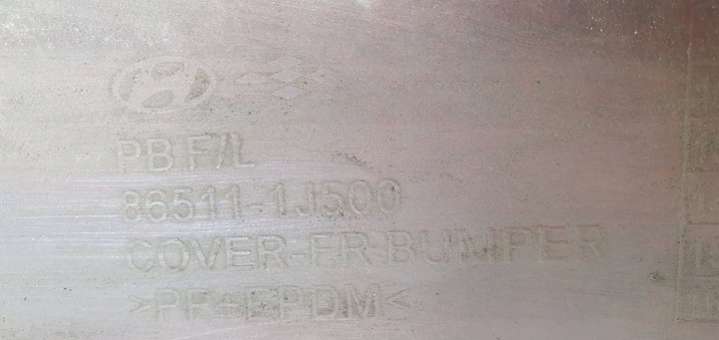 PB F/L
86511-1J500
COVER-FR BUMPER
>PP+EPDM<